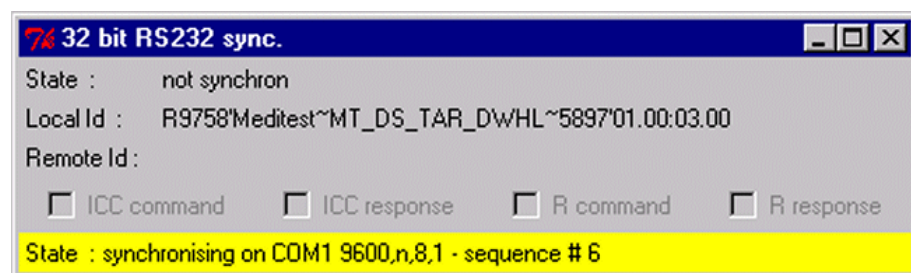 7% 32 bit RS232 sync.
State : not synchron
Local Id : R9758'Meditest~MT_DS_TAR_DWHL~5897'01.00:03.00
Remote Id :
ICC command ICC response R command R response
State : synchronising on COM1 9600,n,8,1 - sequence # 6